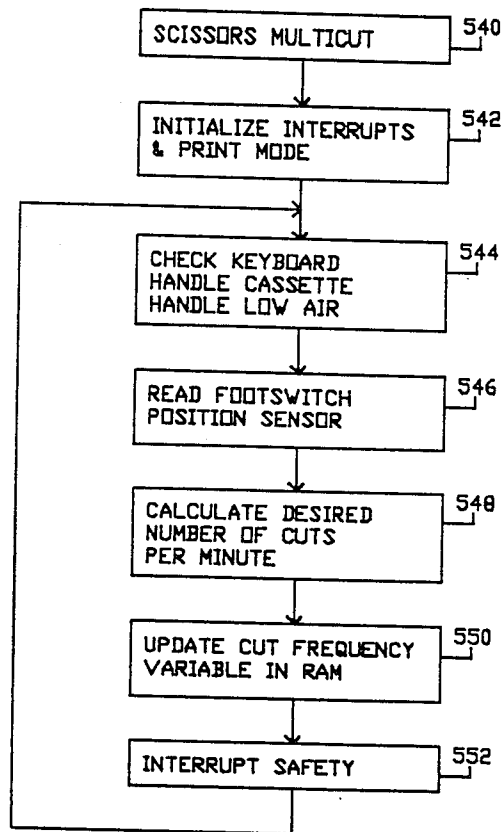 SCISSORS MULTICUT
540
INITIALIZE INTERRUPTS
& PRINT MODE
542
CHECK KEYBOARD
HANDLE CASSETTE
HANDLE LOW AIR
544
READ FOOTSWITCH
POSITION SENSOR
546
CALCULATE DESIRED
NUMBER OF CUTS
PER MINUTE
548
UPDATE CUT FREQUENCY
VARIABLE IN RAM
550
INTERRUPT SAFETY
552